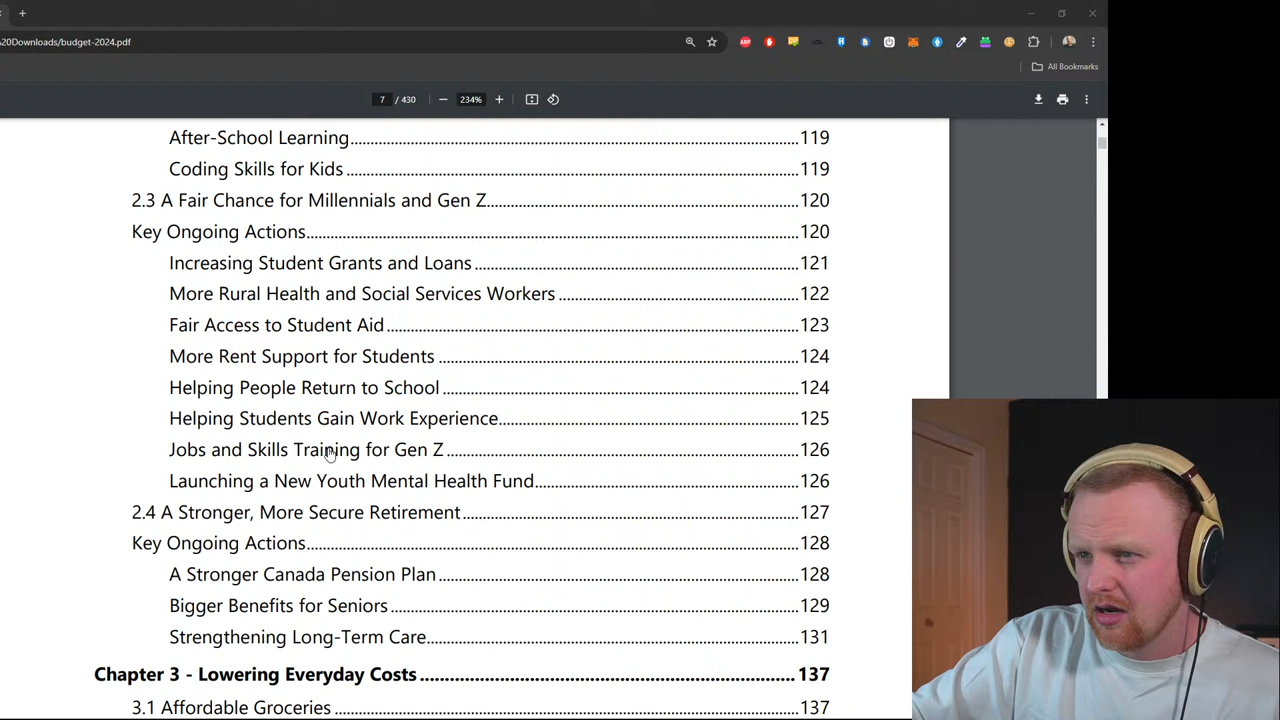 20Downloads/budget-2024.pdf
All Bookmarks
7 / 430
234%
After-School Learning 119
Coding Skills for Kids 119
2.3 A Fair Chance for Millennials and Gen Z 120
Key Ongoing Actions 120
Increasing Student Grants and Loans 121
More Rural Health and Social Services Workers 122
Fair Access to Student Aid 123
More Rent Support for Students 124
Helping People Return to School 124
Helping Students Gain Work Experience 125
Jobs and Skills Training for Gen Z 126
Launching a New Youth Mental Health Fund 126
2.4 A Stronger, More Secure Retirement 127
Key Ongoing Actions 128
A Stronger Canada Pension Plan 128
Bigger Benefits for Seniors 129
Strengthening Long-Term Care 131
Chapter 3 - Lowering Everyday Costs 137
3.1 Affordable Groceries 137